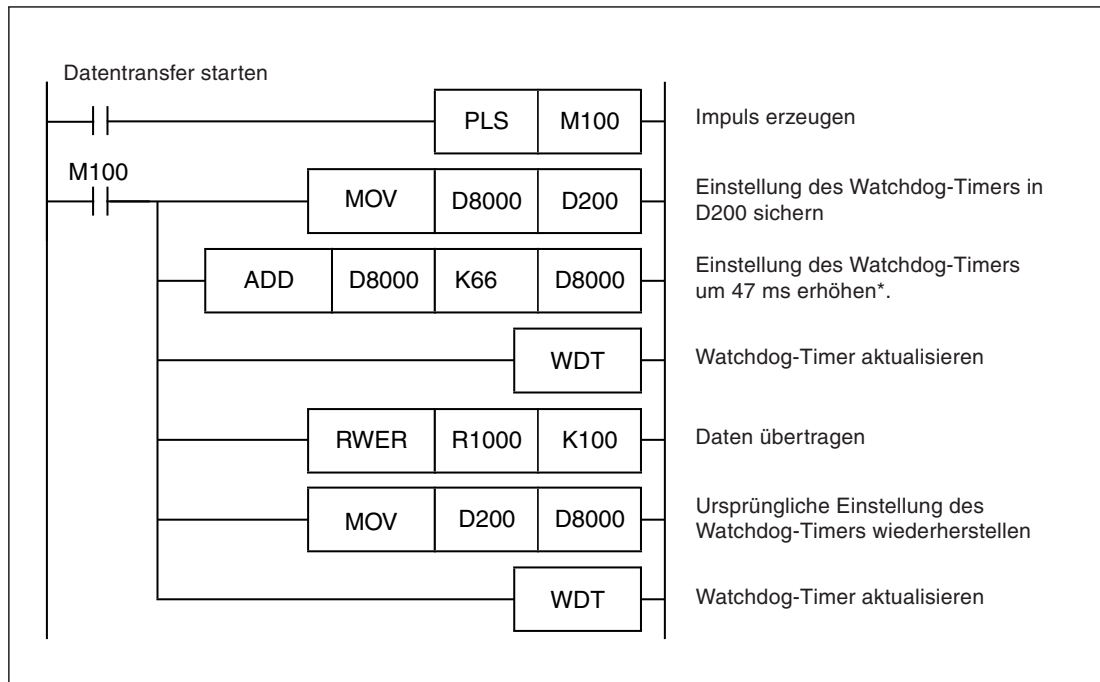 Datentransfer starten
PLS M100 Impuls erzeugen
M100
MOV D8000 D200 Einstellung des Watchdog-Timers in
D200 sichern
ADD D8000 K66 D8000 Einstellung des Watchdog-Timers
um 47 ms erhöhen*.
WDT Watchdog-Timer aktualisieren
RWER R1000 K100 Daten übertragen
MOV D200 D8000 Ursprüngliche Einstellung des
Watchdog-Timers wiederherstellen
WDT Watchdog-Timer aktualisieren